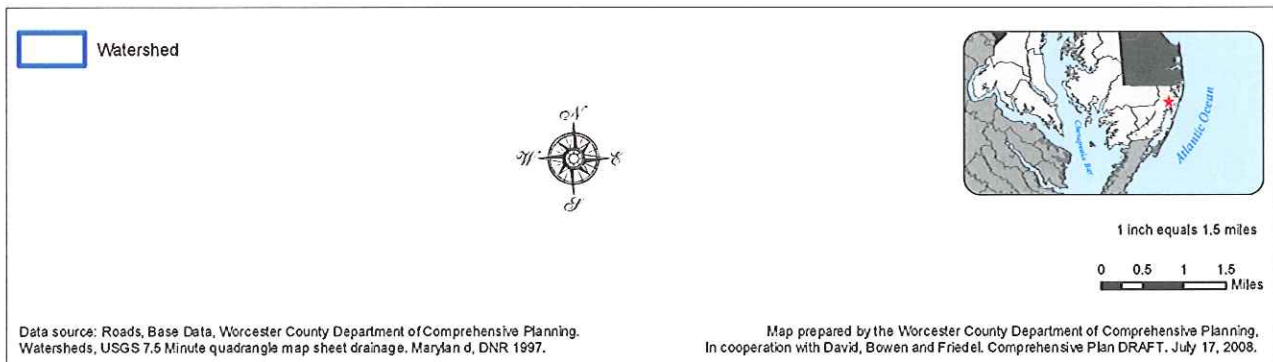 Watershed
N
W
E
S
Chesapeake Bay
Atlantic Ocean
1 inch equals 1.5 miles
0 0.5 1 1.5
Miles
Data source: Roads, Base Data, Worcester County Department of Comprehensive Planning.
Watersheds, USGS 7.5 Minute quadrangle map sheet drainage. Maryland, DNR 1997.
Map prepared by the Worcester County Department of Comprehensive Planning,
In cooperation with David, Bowen and Friedel. Comprehensive Plan DRAFT. July 17, 2008.